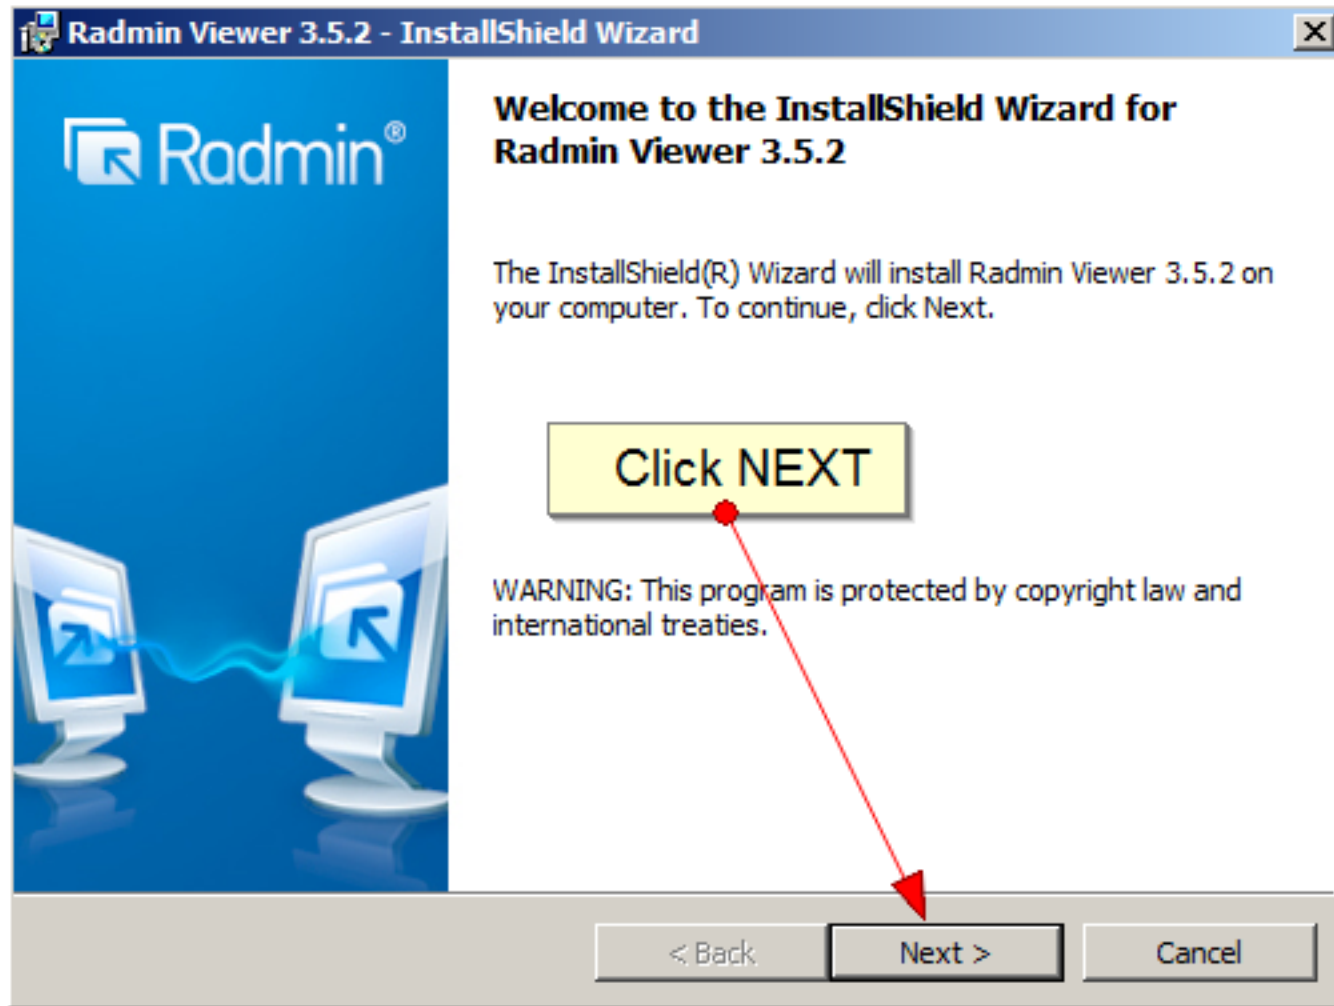 Radmin Viewer 3.5.2 - InstallShield Wizard
Radmin®
Welcome to the InstallShield Wizard for
Radmin Viewer 3.5.2
The InstallShield(R) Wizard will install Radmin Viewer 3.5.2 on
your computer. To continue, click Next.
Click NEXT
WARNING: This program is protected by copyright law and
international treaties.
< Back
Next >
Cancel